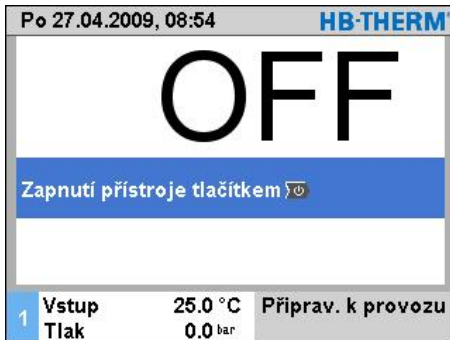 Po 27.04.2009, 08:54 HB-THERM®
OFF
Zapnutí přístroje tlačítkem
1 Vstup 25.0 °C Připrav. k provozu
Tlak 0.0 bar